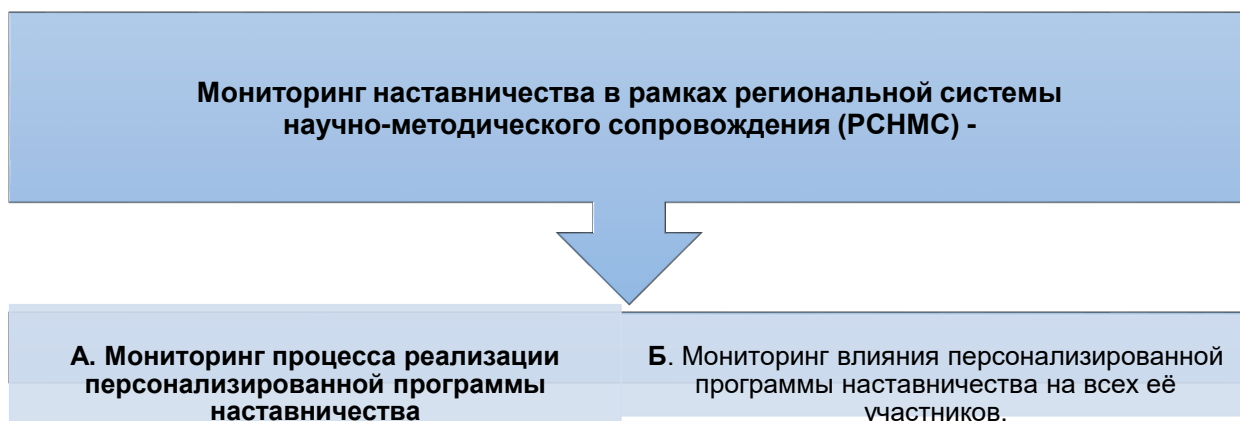 Мониторинг наставничества в рамках региональной системы
научно-методического сопровождения (РСНМС) -
А. Мониторинг процесса реализации
персонализированной программы
наставничества
Б. Мониторинг влияния персонализированной
программы наставничества на всех её
участников.